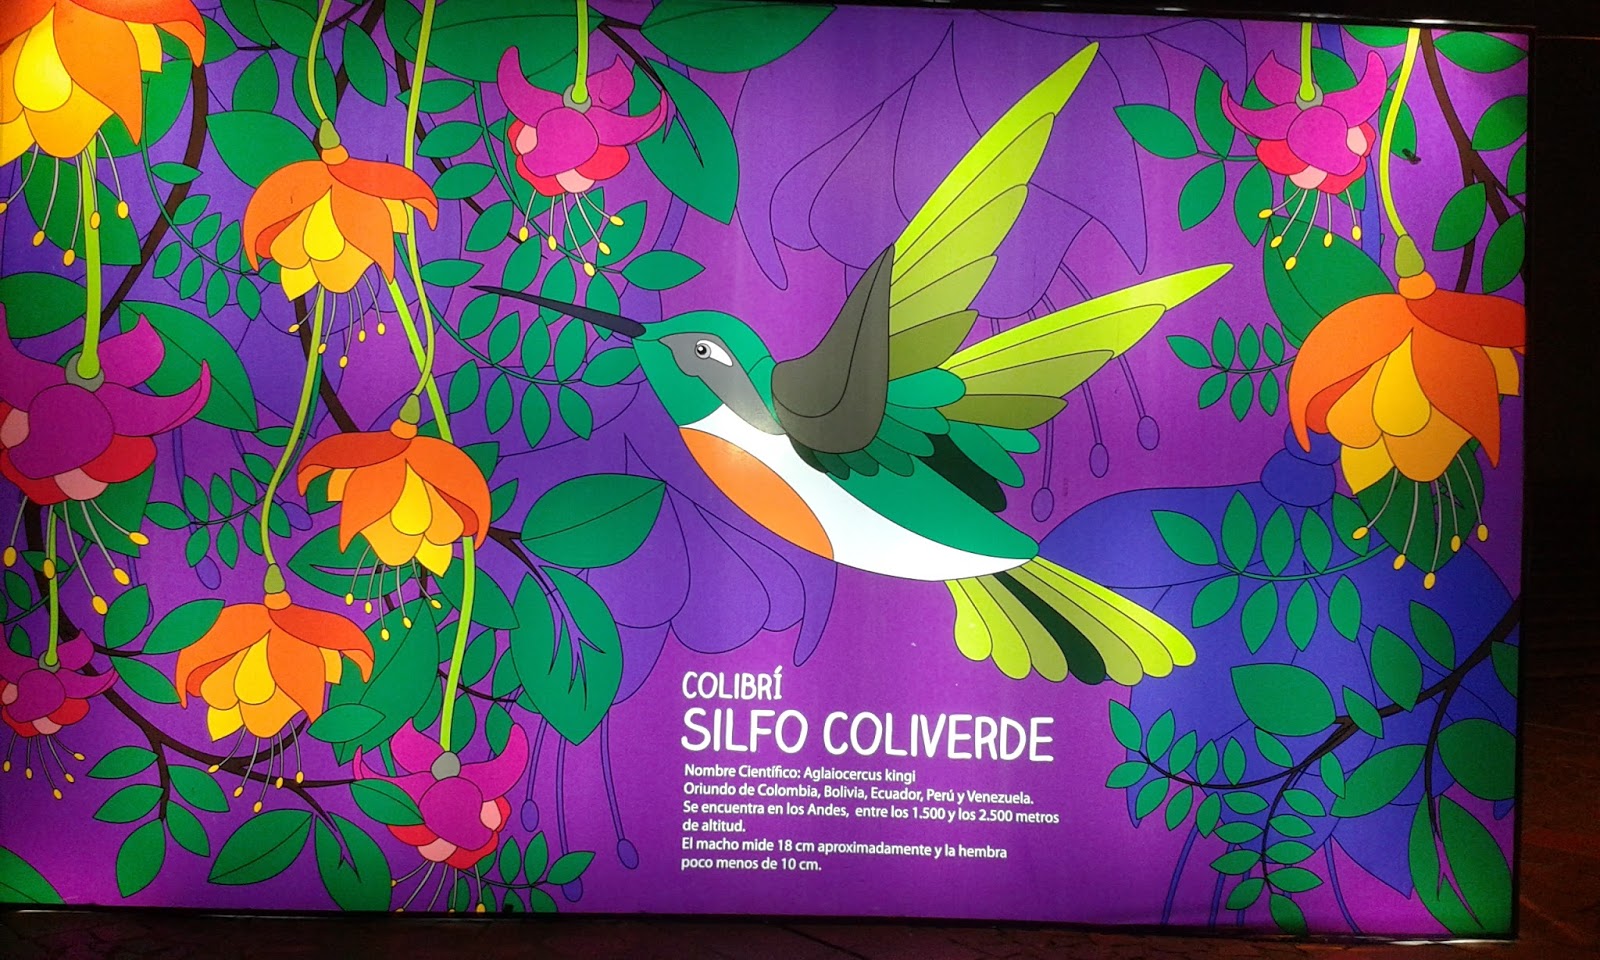 COLIBRÍ
SILFO COLIVERDE
Nombre Científico: Aglaiocercus kingi
Oriundo de Colombia, Bolivia, Ecuador, Perú y Venezuela.
Se encuentra en los Andes, entre los 1.500 y los 2.500 metros
de altitud.
El macho mide 18 cm aproximadamente y la hembra
poco menos de 10 cm.